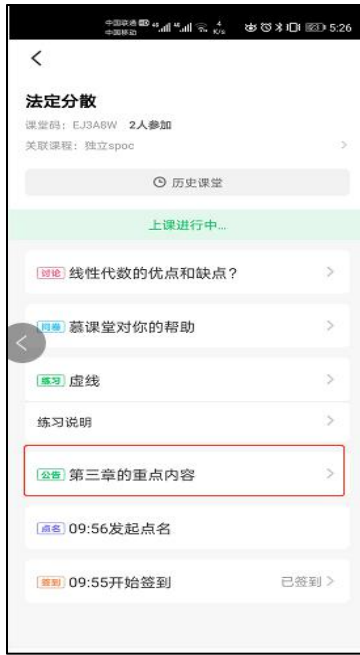 中国联通 HD 46 46 4 5:26
中国移动 K/s
法定分散
课堂码：EJ3A8W 2人参加
关联课程：独立spoc
历史课堂
上课进行中...
讨论 线性代数的优点和缺点？
问卷 慕课堂对你的帮助
练习 虚线
练习说明
公告 第三章的重点内容
点名 09:56发起点名
签到 09:55开始签到 已签到